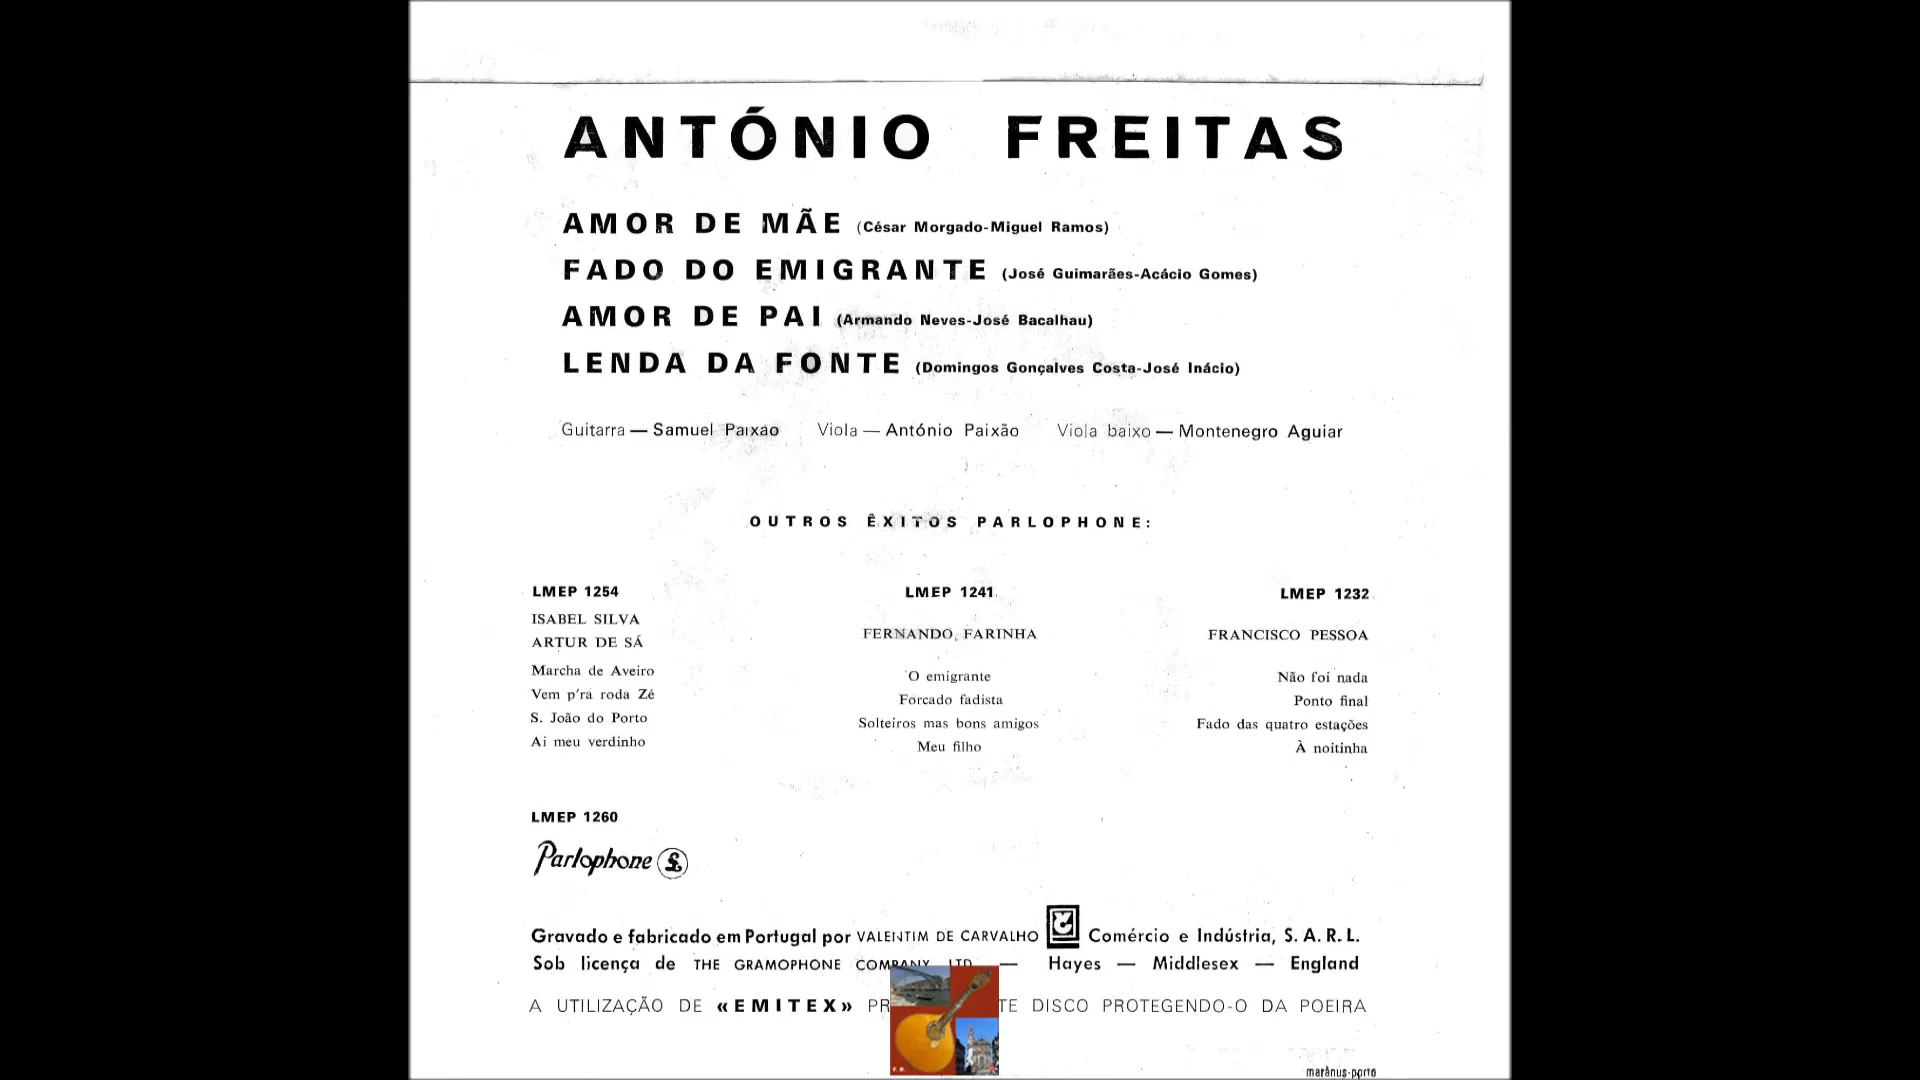 ANTÓNIO FREITAS
AMOR DE MÃE (César Morgado-Miguel Ramos)
FADO DO EMIGRANTE (José Guimarães-Acácio Gomes)
AMOR DE PAI (Armando Neves-José Bacalhau)
LENDA DA FONTE (Domingos Gonçalves Costa-José Inácio)
Guitarra — Samuel Paixão Viola — António Paixão Viola baixo — Montenegro Aguiar
OUTROS ÊXITOS PARLOPHONE:
LMEP 1254
ISABEL SILVA
ARTUR DE SÁ
Marcha de Aveiro
Vem p'ra roda Zé
S. João do Porto
Ai meu verdinho
LMEP 1241
FERNANDO FARINHA
O emigrante
Forcado fadista
Solteiros mas bons amigos
Meu filho
LMEP 1232
FRANCISCO PESSOA
Não foi nada
Ponto final
Fado das quatro estações
À noitinha
LMEP 1260
Parlophone
Gravado e fabricado em Portugal por VALENTIM DE CARVALHO Comércio e Indústria, S. A. R. L.
Sob licença de THE GRAMOPHONE COMPANY LTD — Hayes — Middlesex — England
A UTILIZAÇÃO DE «EMITEX» DISCO PROTEGENDO-O DA POEIRA
marânus-porto